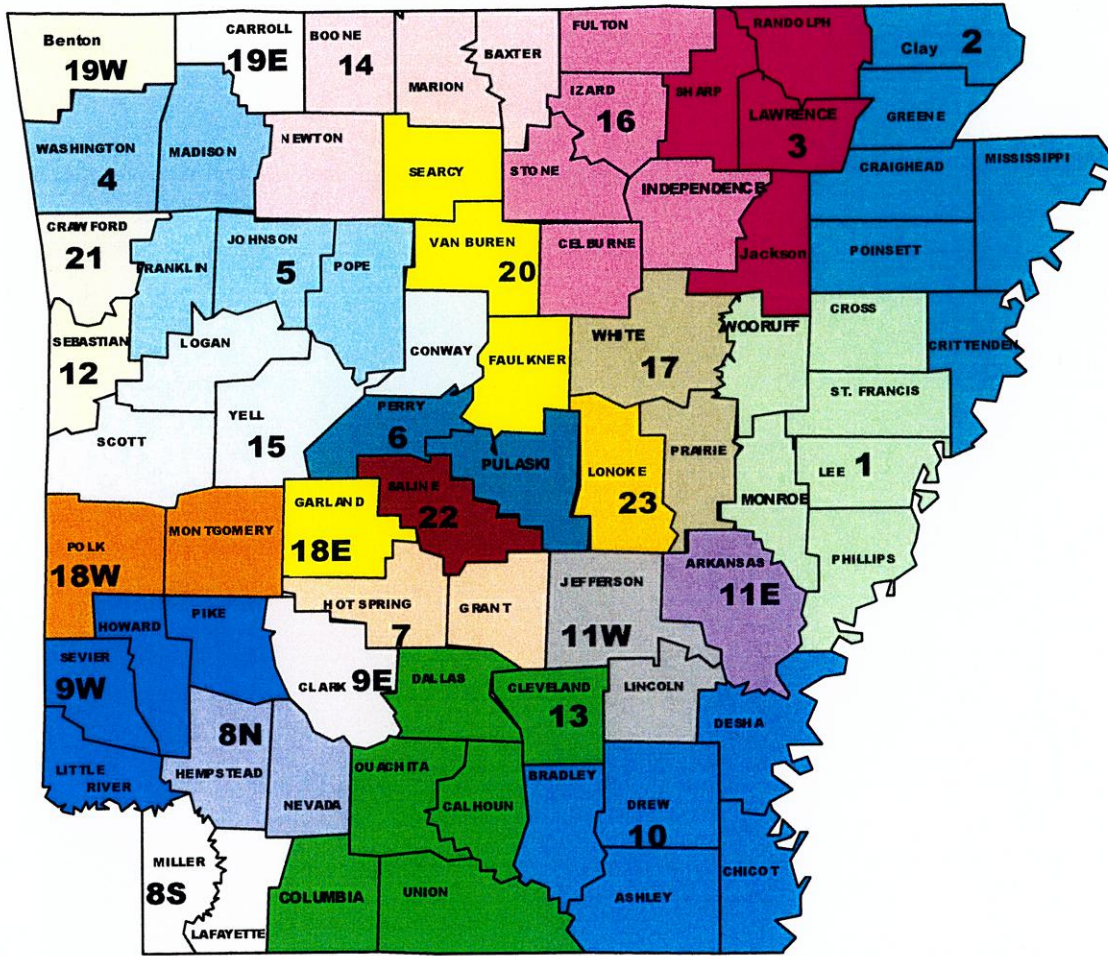 Benton
19W
CARROLL
19E
BOONE
14
MARION
BAXTER
FULTON
IZARD
16
SHARP
RANDOLPH
LAWRENCE
3
Clay 2
GREENE
WASHINGTON
4
MADISON
NEWTON
SEARCY
STONE
INDEPENDENCE
CRAIGHEAD
MISSISSIPPI
CRAWFORD
21
FRANKLIN
JOHNSON
5
POPE
VAN BUREN
20
CELBURNE
Jackson
POINSETT
SEBASTIAN
12
LOGAN
CONWAY
FAULKNER
WHITE
17
WOORUFF
CROSS
CRITTENDEN
SCOTT
YELL
15
PERRY
6
PULASKI
LONOKE
23
PRAIRIE
ST. FRANCIS
LEE 1
MONROE
PHILLIPS
POLK
18W
MONTGOMERY
GARLAND
18E
SALINE
22
HOT SPRING
7
GRANT
JEFFERSON
11W
ARKANSAS
11E
HOWARD
PIKE
SEVIER
9W
CLARK 9E
DALLAS
CLEVELAND
13
LINCOLN
DESHA
LITTLE
RIVER
8N
HEMPSTEAD
NEVADA
OUACHITA
CALHOUN
BRADLEY
DREW
10
CHICOT
MILLER
8S
LAFAYETTE
COLUMBIA
UNION
ASHLEY